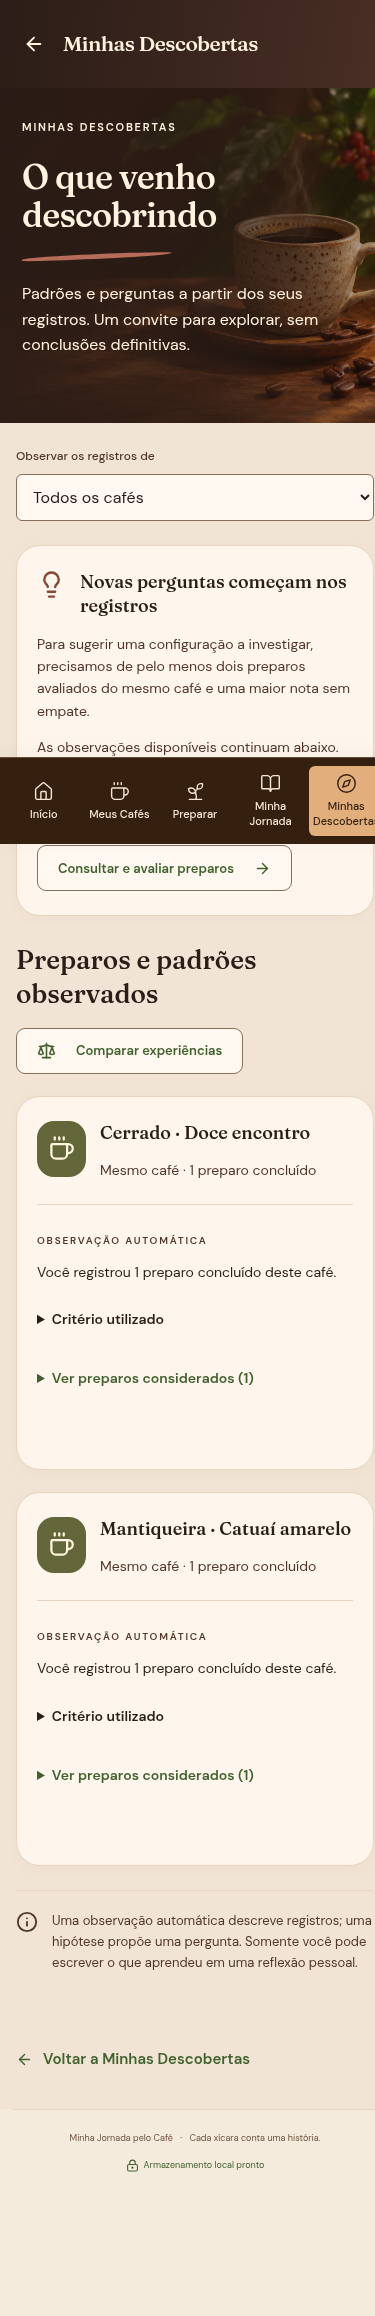 Minhas Descobertas
MINHAS DESCOBERTAS
O que venho
descobrindo
Padrões e perguntas a partir dos seus
registros. Um convite para explorar, sem
conclusões definitivas.
Observar os registros de
Todos os cafés
Novas perguntas começam nos
registros
Para sugerir uma configuração a investigar,
precisamos de pelo menos dois preparos
avaliados do mesmo café e uma maior nota sem
empate.
As observações disponíveis continuam abaixo.
Início
Meus Cafés
Preparar
Minha
Jornada
Minhas
Descobertas
Consultar e avaliar preparos
Preparos e padrões
observados
Comparar experiências
Cerrado · Doce encontro
Mesmo café · 1 preparo concluído
OBSERVAÇÃO AUTOMÁTICA
Você registrou 1 preparo concluído deste café.
Critério utilizado
Ver preparos considerados (1)
Mantiqueira · Catuaí amarelo
Mesmo café · 1 preparo concluído
OBSERVAÇÃO AUTOMÁTICA
Você registrou 1 preparo concluído deste café.
Critério utilizado
Ver preparos considerados (1)
Uma observação automática descreve registros; uma
hipótese propõe uma pergunta. Somente você pode
escrever o que aprendeu em uma reflexão pessoal.
Voltar a Minhas Descobertas
Minha Jornada pelo Café · Cada xícara conta uma história.
Armazenamento local pronto